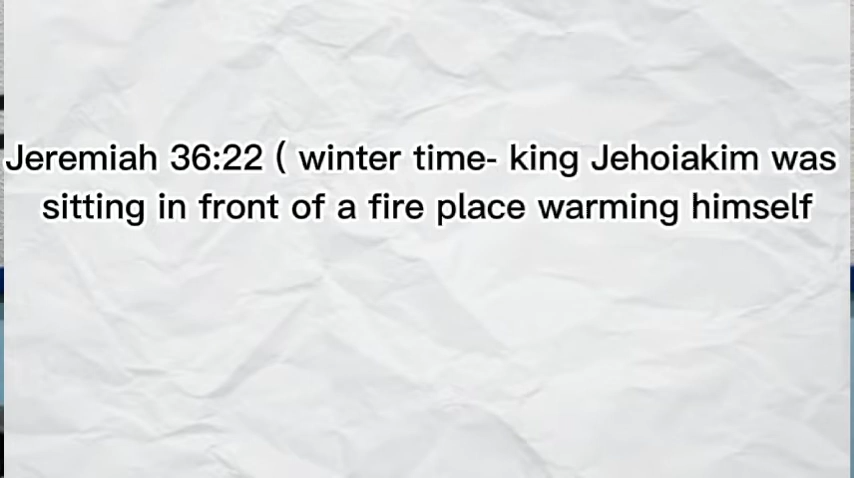 Jeremiah 36:22 ( winter time- king Jehoiakim was
sitting in front of a fire place warming himself